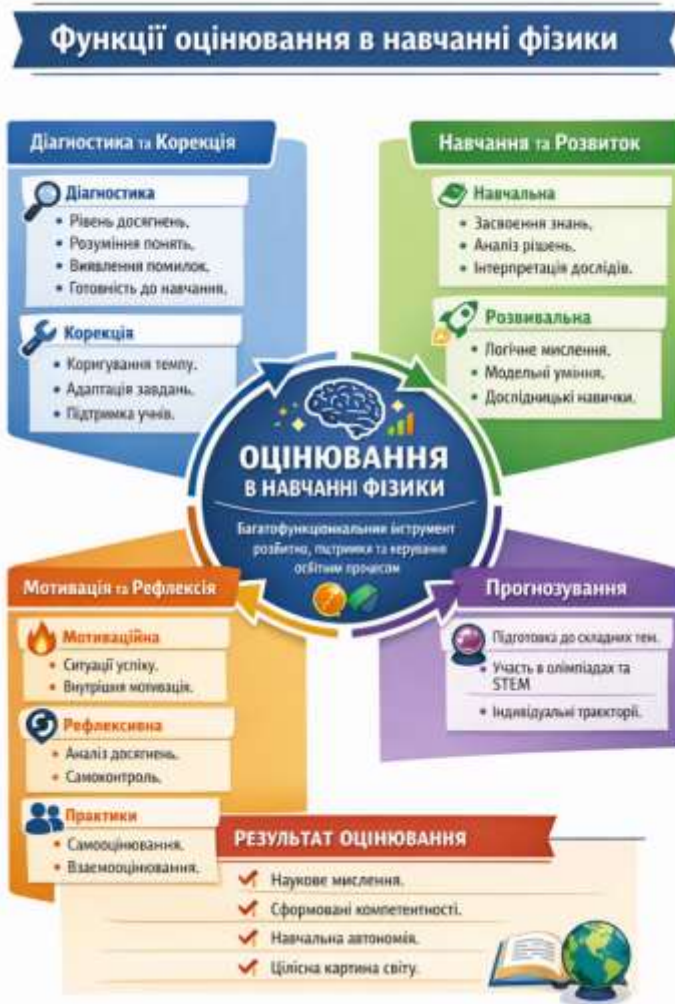 Функції оцінювання в навчанні фізики
Діагностика та Корекція
Діагностика
• Рівень досягнень.
• Розуміння понять.
• Виявлення помилок.
• Готовність до навчання.
Корекція
• Коригування темпу.
• Адаптація завдань.
• Підтримка учнів.
Навчання та Розвиток
Навчальна
• Засвоєння знань.
• Аналіз рішень.
• Інтерпретація дослідів.
Розвивальна
• Логічне мислення.
• Модельні уміння.
• Дослідницькі навички.
ОЦІНЮВАННЯ
В НАВЧАННІ ФІЗИКИ
інструмент
та керування
освітнім процесом
Мотивація та Рефлексія
Мотиваційна
• Ситуації успіху.
• Внутрішня мотивація.
Рефлексивна
• Аналіз досягнень.
• Самоконтроль.
Практики
• Самооцінювання.
• Взаємооцінювання.
Прогнозування
Підготовка до складних тем.
• Участь в олімпіадах та
STEM
• Індивідуальні траєкторії.
РЕЗУЛЬТАТ ОЦІНЮВАННЯ
Наукове мислення.
Сформовані компетентності.
Навчальна автономія.
Цілісна картина світу.